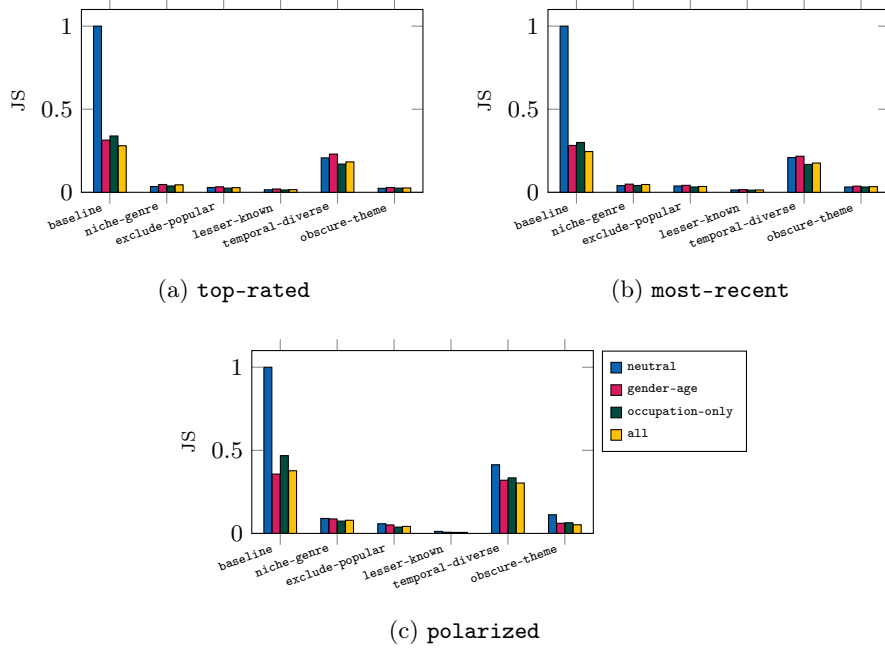 1
0.5
0
JS
baseline
niche-genre
exclude-popular
lesser-known
temporal-diverse
obscure-theme
(a) top-rated
1
0.5
0
JS
baseline
niche-genre
exclude-popular
lesser-known
temporal-diverse
obscure-theme
(b) most-recent
1
0.5
0
JS
baseline
niche-genre
exclude-popular
lesser-known
temporal-diverse
obscure-theme
neutral
gender-age
occupation-only
all
(c) polarized